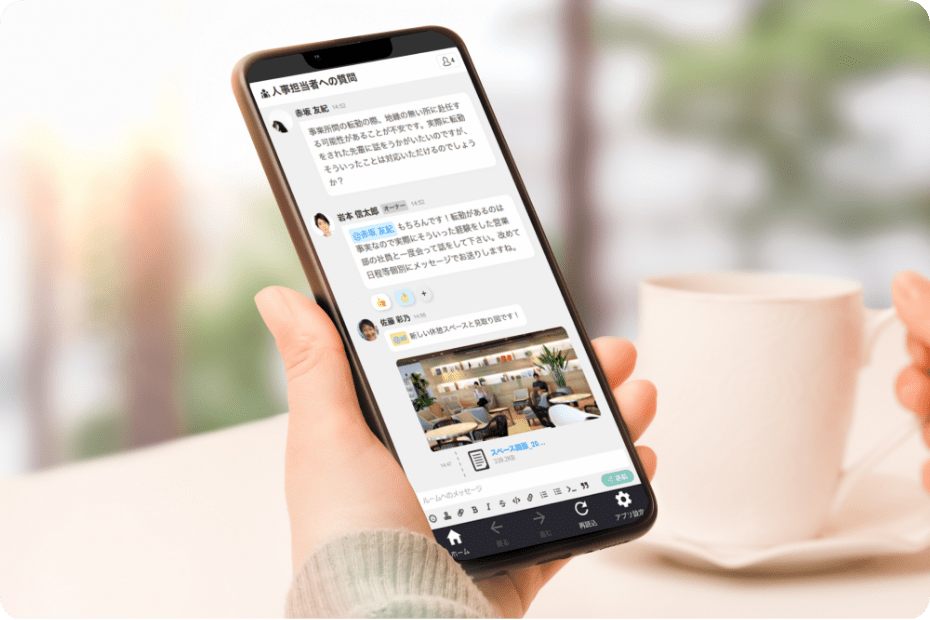 人事担当者への質問
4
赤坂 友紀 14:52
事業所間の転勤の際、地縁の無い所に赴任す
る可能性があることが不安です。実際に転勤
をされた先輩に話をうかがいたいのですが、
そういったことは対応いただけるのでしょう
か？
若本 信太郎 オーナー 14:52
@赤坂 友紀 もちろんです！転勤があるのは
事実なので実際にそういった経験をした営業
部の社員と一度会って話をして下さい。改めて
日程等個別にメッセージでお送りしますね。
佐藤 彩乃
新しい休憩スペースと見取り図です！
スペース図面_20...
ルームへのメッセージ
B I S
送信
ホーム
戻る
進む
再読込
アプリ設定